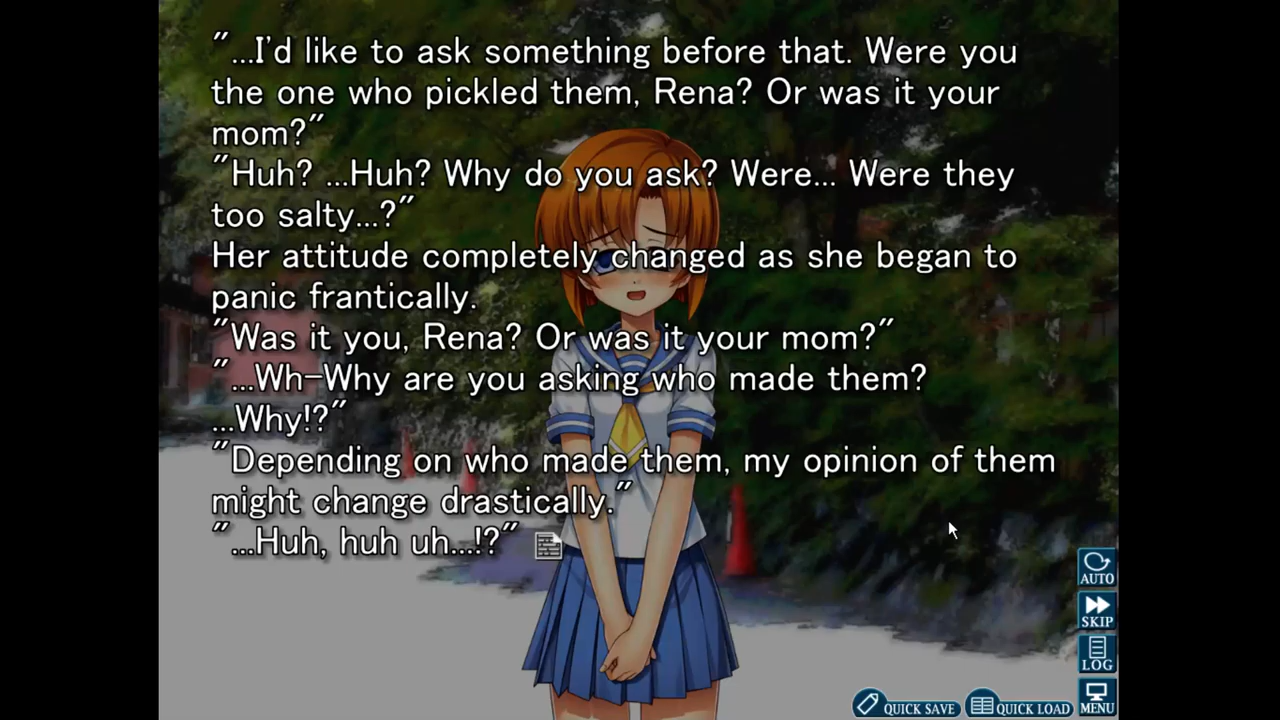 "...I'd like to ask something before that. Were you
the one who pickled them, Rena? Or was it your
mom?"
"Huh? ...Huh? Why do you ask? Were... Were they
too salty...?"
Her attitude completely changed as she began to
panic frantically.
"Was it you, Rena? Or was it your mom?"
"...Wh-Why are you asking who made them?
...Why!?"
"Depending on who made them, my opinion of them
might change drastically."
"...Huh, huh uh...!?"
AUTO
SKIP
LOG
QUICK SAVE
QUICK LOAD
MENU